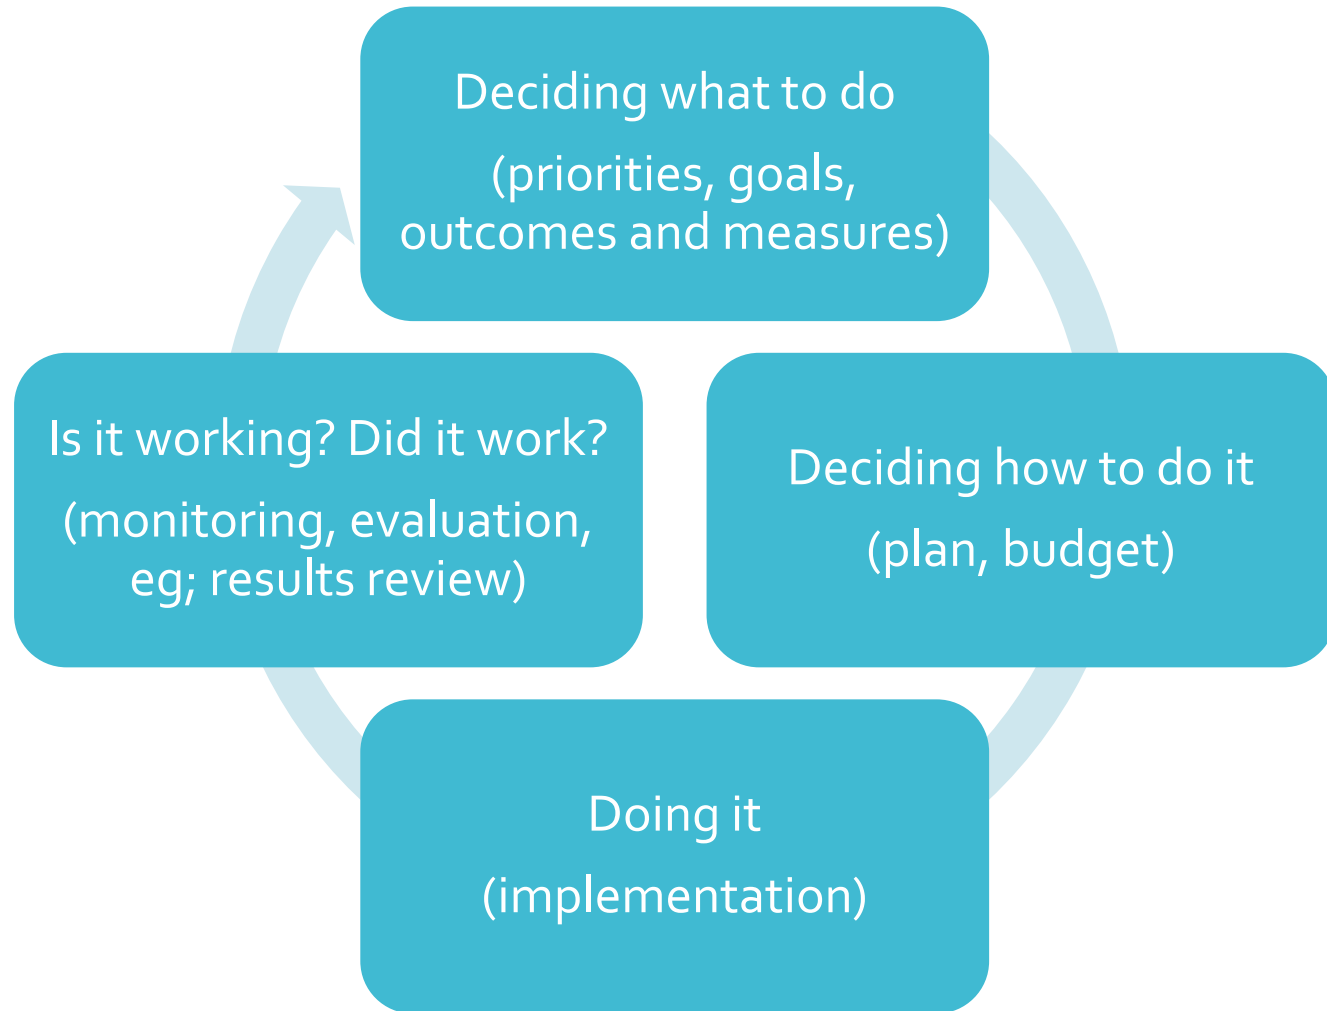 Deciding what to do
(priorities, goals,
outcomes and measures)
Deciding how to do it
(plan, budget)
Doing it
(implementation)
Is it working? Did it work?
(monitoring, evaluation,
eg; results review)